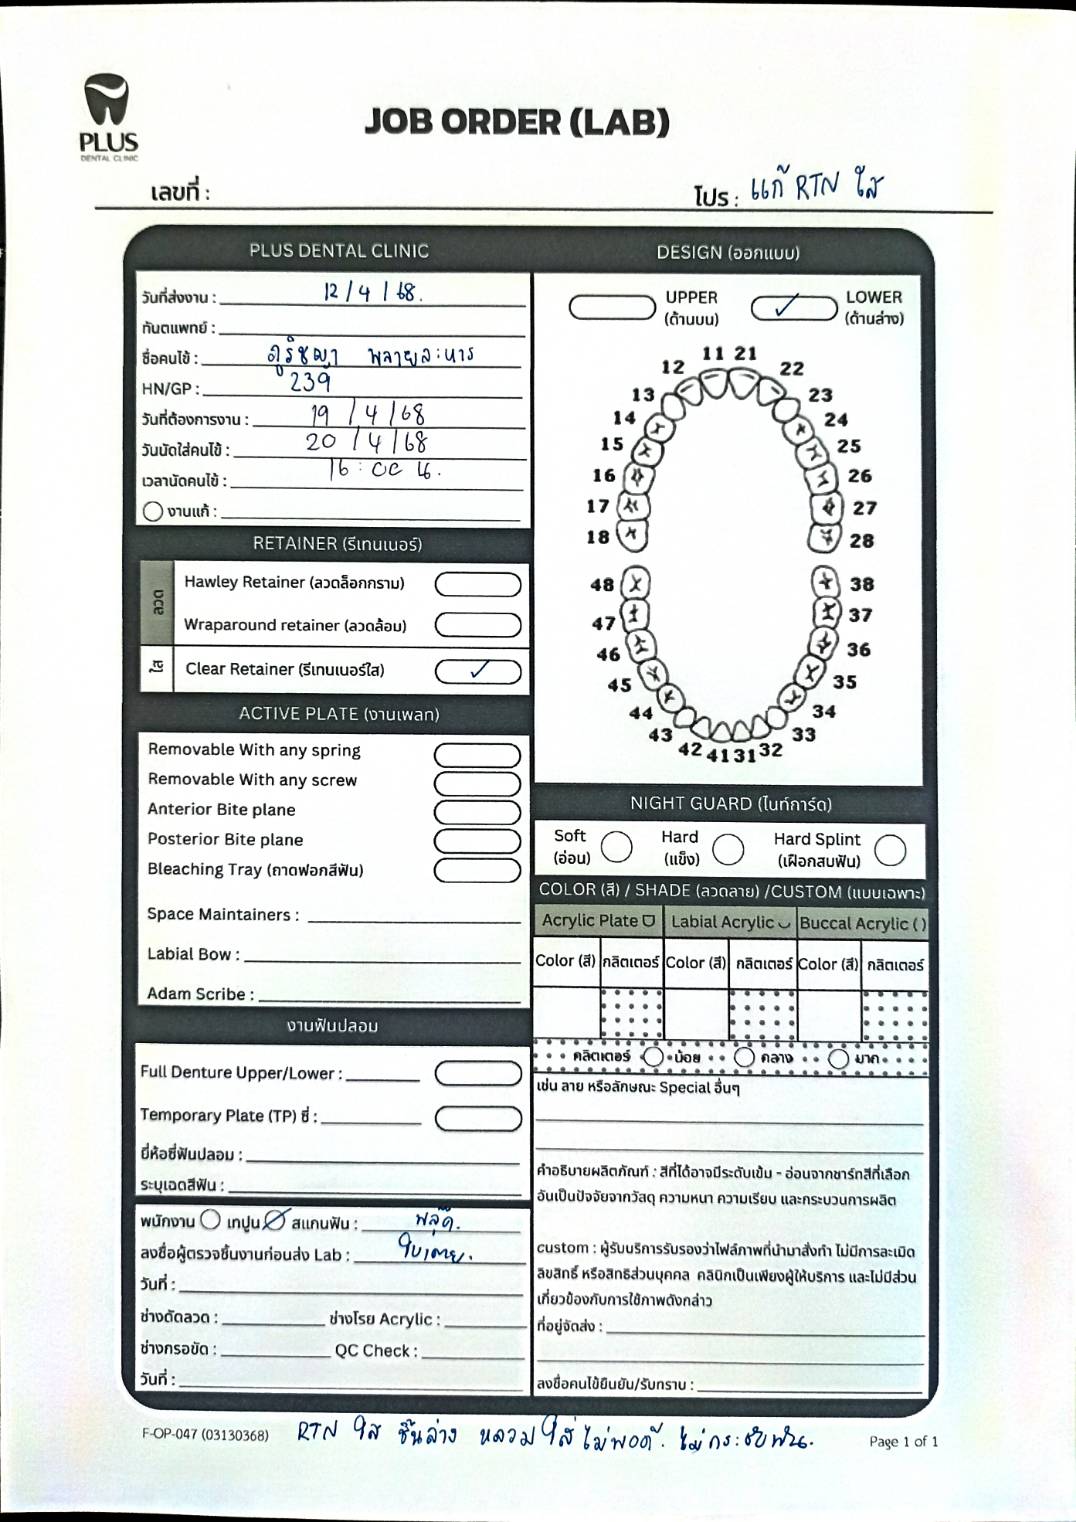 PLUS
DENTAL CLINIC
JOB ORDER (LAB)
เลขที่ :
โปร : แก้ RTN ใส
PLUS DENTAL CLINIC
วันที่ส่งงาน : 12 / 4 / 68.
ทันตแพทย์ :
ชื่อคนไข้ : ภูริชญา
HN/GP : 239
วันที่ต้องการงาน : 19 / 4 / 68
วันนัดใส่คนไข้ : 20 / 4 / 68
เวลานัดคนไข้ : 16 : 00 น.
งานแก้ :
RETAINER (รีเทนเนอร์)
ลวด
Hawley Retainer (ลวดล็อกกราม)
Wraparound retainer (ลวดล้อม)
ใส
Clear Retainer (รีเทนเนอร์ใส) ✓
ACTIVE PLATE (งานเพลท)
Removable With any spring
Removable With any screw
Anterior Bite plane
Posterior Bite plane
Bleaching Tray (ถาดฟอกสีฟัน)
Space Maintainers :
Labial Bow :
Adam Scribe :
งานฟันปลอม
Full Denture Upper/Lower :
Temporary Plate (TP) ซี่ :
ยี่ห้อซี่ฟันปลอม :
ระบุเฉดสีฟัน :
พนักงาน เทปูน สแกนฟัน : พลุ๊ค.
ลงชื่อผู้ตรวจชิ้นงานก่อนส่ง Lab : ใบเตย.
วันที่ :
ช่างดัดลวด : ช่างโรย Acrylic :
ช่างกรอขัด : QC Check :
วันที่ :
DESIGN (ออกแบบ)
UPPER
(ด้านบน)
✓ LOWER
(ด้านล่าง)
11 21
12 22
13 23
14 24
15 25
16 26
17 27
18 28
48 38
47 37
46 36
45 35
44 34
43 33
42 41 31 32
NIGHT GUARD (ไนท์การ์ด)
Soft
(อ่อน)
Hard
(แข็ง)
Hard Splint
(เฝือกสบฟัน)
COLOR (สี) / SHADE (ลวดลาย) /CUSTOM (แบบเฉพาะ)
Acrylic Plate Labial Acrylic Buccal Acrylic ( )
Color (สี) กลิตเตอร์ Color (สี) กลิตเตอร์ Color (สี) กลิตเตอร์
กลิตเตอร์ น้อย กลาง มาก
เช่น ลาย หรือลักษณะ Special อื่นๆ
คำอธิบายผลิตภัณฑ์ : สีที่ได้อาจมีระดับเข้ม - อ่อนจากชาร์ทสีที่เลือก
อันเป็นปัจจัยจากวัสดุ ความหนา ความเรียบ และกระบวนการผลิต
custom : ผู้รับบริการรับรองว่าไฟล์ภาพที่นำมาสั่งทำ ไม่มีการละเมิด
ลิขสิทธิ์ หรือสิทธิส่วนบุคคล คลินิกเป็นเพียงผู้ให้บริการ และไม่มีส่วน
เกี่ยวข้องกับการใช้ภาพดังกล่าว
ที่อยู่จัดส่ง :
ลงชื่อคนไข้ยืนยัน/รับทราบ :
F-OP-047 (03130368) RTN ใส ชิ้นล่าง หลวม ใส่ไม่พอดี. ไม่กระชับฟัน. Page 1 of 1